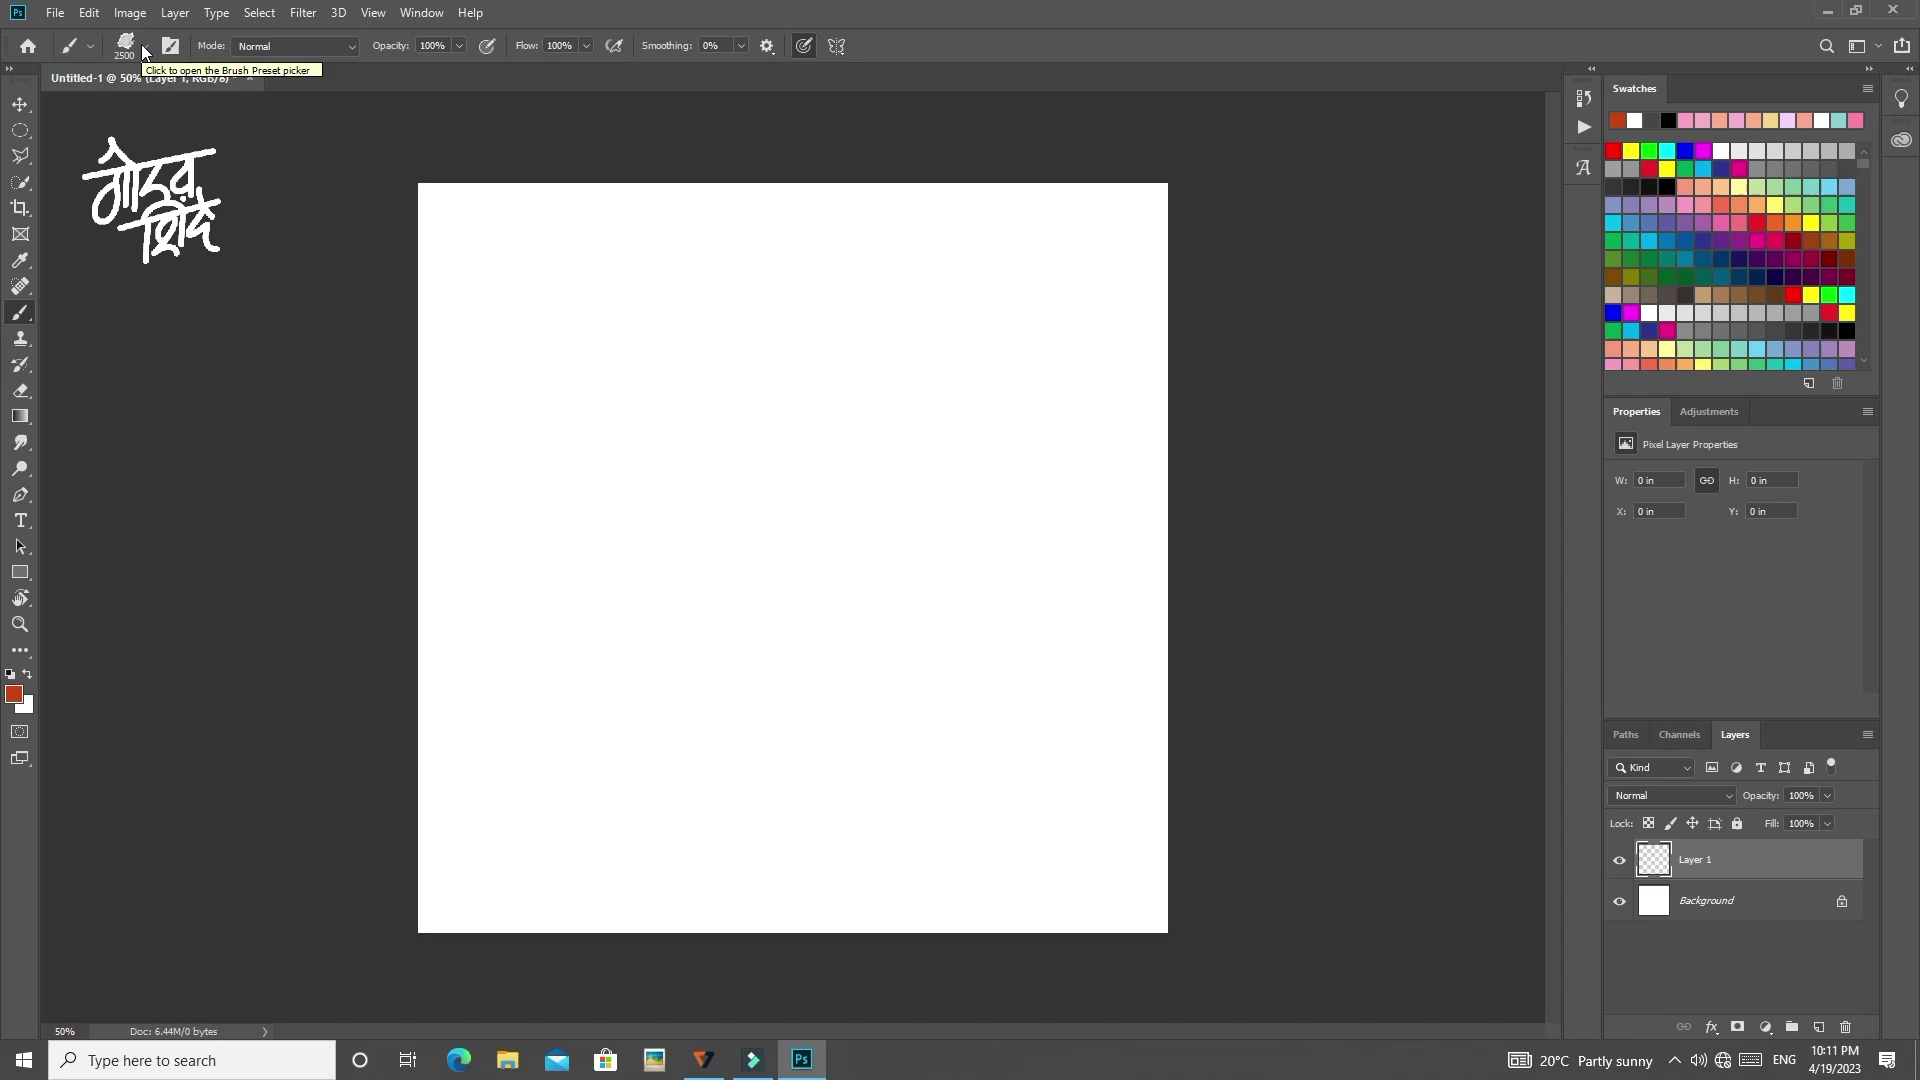 File Edit Image Layer Type Select Filter 3D View Window Help
2500 Mode: Normal Opacity: 100% Flow: 100% Smoothing: 0%
Click to open the Brush Preset picker
Untitled-1 @ 50% (Layer 1, RGB/8) *
शिंदे
Swatches
Properties Adjustments
Pixel Layer Properties
W: 0 in H: 0 in
X: 0 in Y: 0 in
Paths Channels Layers
Kind
Normal Opacity: 100%
Lock: Fill: 100%
Layer 1
Background
50% Doc: 6.44M/0 bytes
Type here to search
Ps
20°C Partly sunny ENG 10:11 PM
4/19/2023